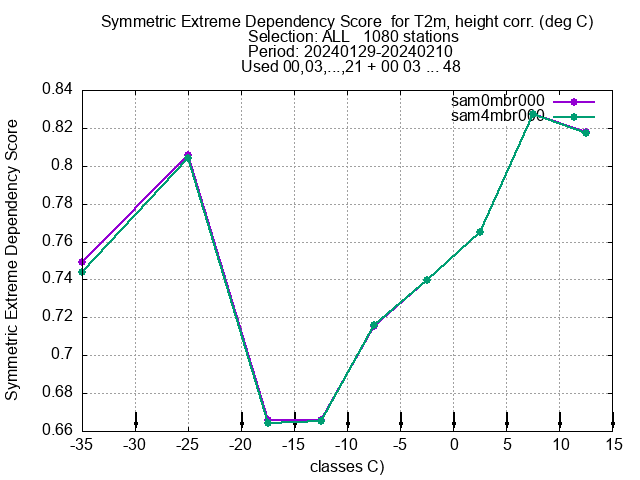 Symmetric Extreme Dependency Score for T2m, height corr. (deg C)
Selection: ALL 1080 stations
Period: 20240129-20240210
Used 00,03,...,21 + 00 03 ... 48
sam0mbr000
sam4mbr000
0.84
0.82
0.8
0.78
0.76
0.74
0.72
0.7
0.68
0.66
Symmetric Extreme Dependency Score
-35 -30 -25 -20 -15 -10 -5 0 5 10 15
classes C)